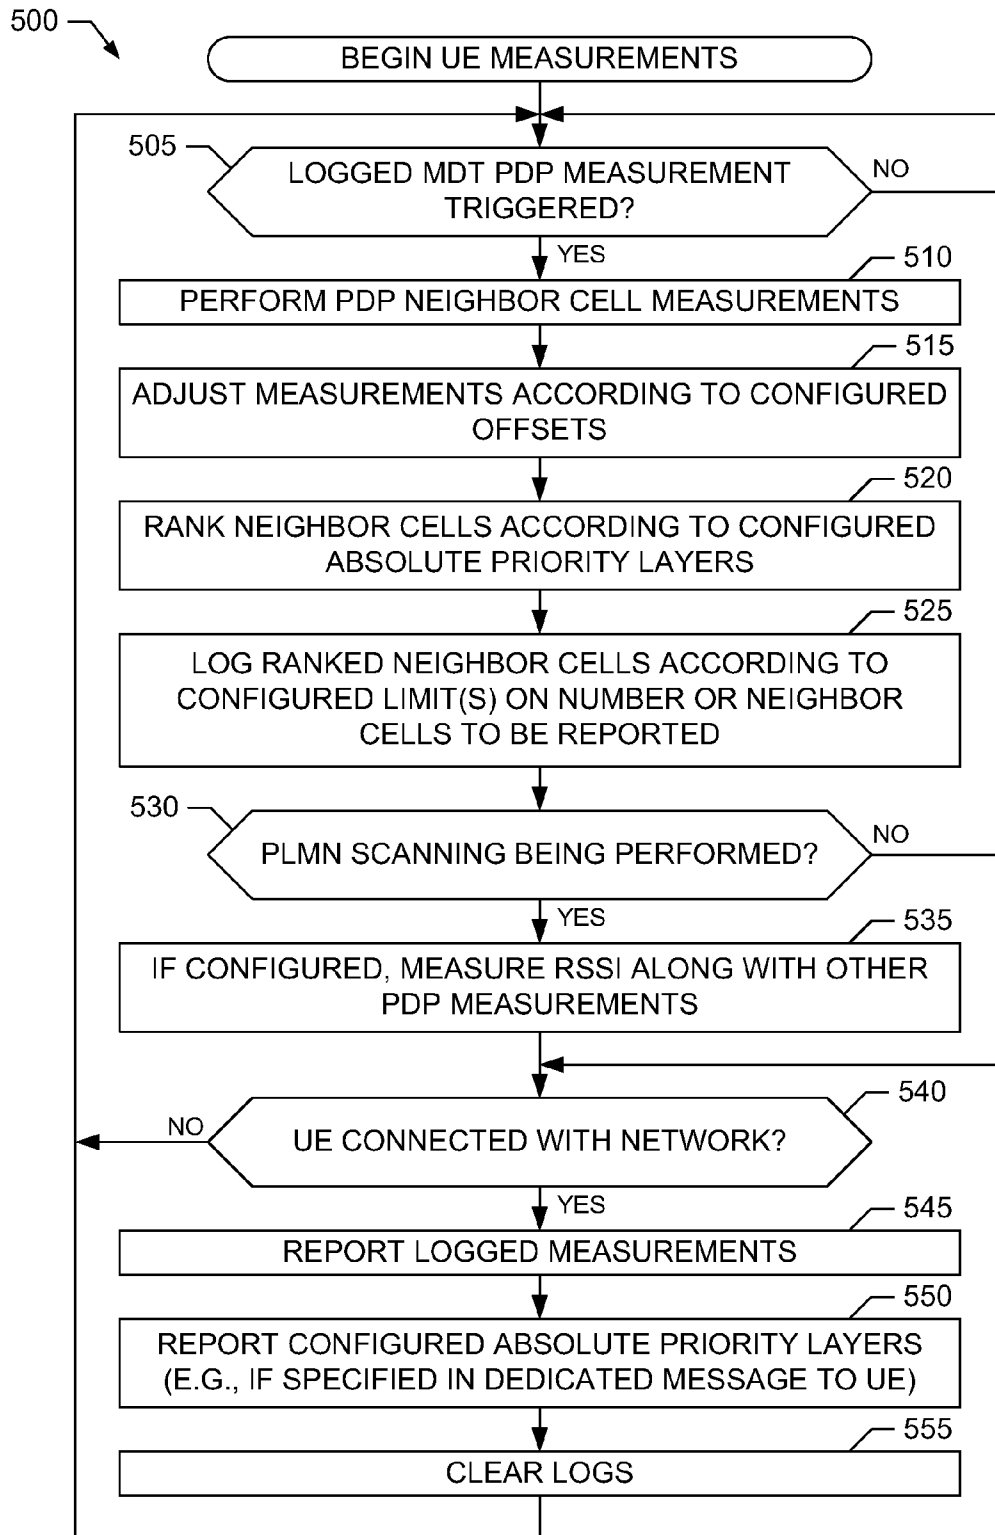 500
BEGIN UE MEASUREMENTS
505
LOGGED MDT PDP MEASUREMENT
TRIGGERED?
NO
YES
510
PERFORM PDP NEIGHBOR CELL MEASUREMENTS
515
ADJUST MEASUREMENTS ACCORDING TO CONFIGURED
OFFSETS
520
RANK NEIGHBOR CELLS ACCORDING TO CONFIGURED
ABSOLUTE PRIORITY LAYERS
525
LOG RANKED NEIGHBOR CELLS ACCORDING TO
CONFIGURED LIMIT(S) ON NUMBER OR NEIGHBOR
CELLS TO BE REPORTED
530
PLMN SCANNING BEING PERFORMED?
NO
YES
535
IF CONFIGURED, MEASURE RSSI ALONG WITH OTHER
PDP MEASUREMENTS
540
NO
UE CONNECTED WITH NETWORK?
YES
545
REPORT LOGGED MEASUREMENTS
550
REPORT CONFIGURED ABSOLUTE PRIORITY LAYERS
(E.G., IF SPECIFIED IN DEDICATED MESSAGE TO UE)
555
CLEAR LOGS